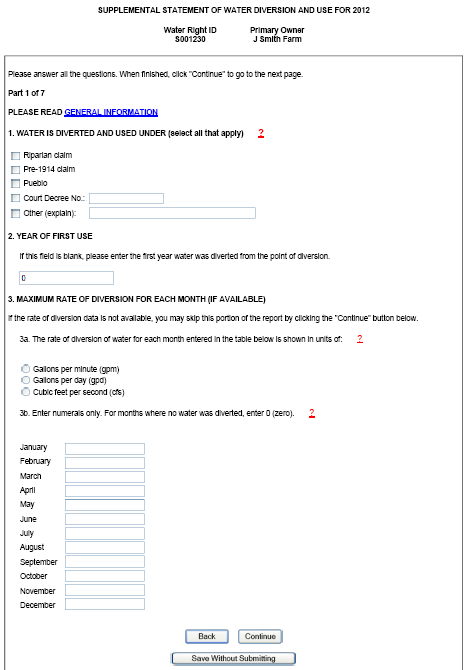 SUPPLEMENTAL STATEMENT OF WATER DIVERSION AND USE FOR 2012
Water Right ID Primary Owner
S001230 J Smith Farm
Please answer all the questions. When finished, click "Continue" to go to the next page.
Part 1 of 7
PLEASE READ GENERAL INFORMATION
1. WATER IS DIVERTED AND USED UNDER (select all that apply) ?
Riparian claim
Pre-1914 claim
Pueblo
Court Decree No.:
Other (explain):
2. YEAR OF FIRST USE
If this field is blank, please enter the first year water was diverted from the point of diversion.
0
3. MAXIMUM RATE OF DIVERSION FOR EACH MONTH (IF AVAILABLE)
If the rate of diversion data is not available, you may skip this portion of the report by clicking the "Continue" button below.
3a. The rate of diversion of water for each month entered in the table below is shown in units of: ?
Gallons per minute (gpm)
Gallons per day (gpd)
Cubic feet per second (cfs)
3b. Enter numerals only. For months where no water was diverted, enter 0 (zero). ?
January
February
March
April
May
June
July
August
September
October
November
December
Back Continue
Save Without Submitting